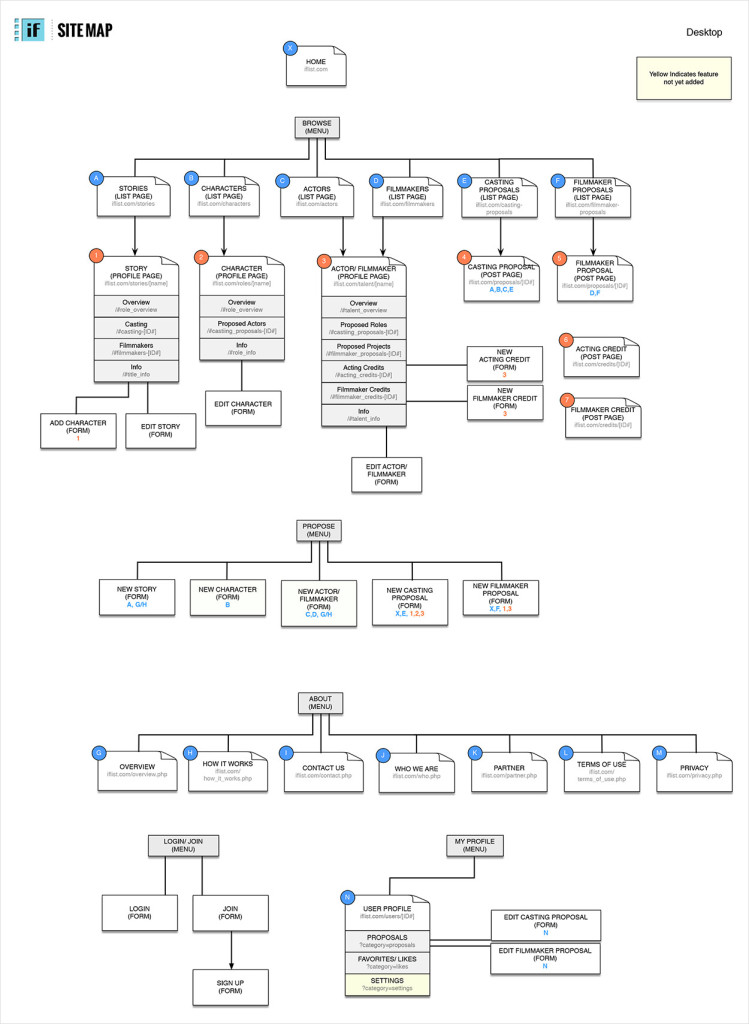 if SITE MAP
Desktop
Yellow indicates feature
not yet added
X
HOME
iflist.com
BROWSE
(MENU)
A
STORIES
(LIST PAGE)
iflist.com/stories
B
CHARACTERS
(LIST PAGE)
iflist.com/characters
C
ACTORS
(LIST PAGE)
iflist.com/actors
D
FILMMAKERS
(LIST PAGE)
iflist.com/filmmakers
E
CASTING
PROPOSALS
(LIST PAGE)
iflist.com/casting-
proposals
F
FILMMAKER
PROPOSALS
(LIST PAGE)
iflist.com/filmmaker-
proposals
1
STORY
(PROFILE PAGE)
iflist.com/stories/[name]
Overview
/#role_overview
Casting
/#casting-[ID#]
Filmmakers
/#filmmakers-[ID#]
Info
/#title_info
ADD CHARACTER
(FORM)
1
EDIT STORY
(FORM)
2
CHARACTER
(PROFILE PAGE)
iflist.com/roles/[name]
Overview
/#role_overview
Proposed Actors
/#casting_proposals-[ID#]
Info
/#role_info
EDIT CHARACTER
(FORM)
3
ACTOR/ FILMMAKER
(PROFILE PAGE)
iflist.com/talent/[name]
Overview
/#talent_overview
Proposed Roles
/#casting_proposals-[ID#]
Proposed Projects
/#filmmaker_proposals-[ID#]
Acting Credits
/#acting_credits-[ID#]
Filmmaker Credits
/#filmmaker_credits-[ID#]
Info
/#talent_info
EDIT ACTOR/
FILMMAKER
(FORM)
4
CASTING PROPOSAL
(POST PAGE)
iflist.com/proposals/[ID#]
A,B,C,E
5
FILMMAKER
PROPOSAL
(POST PAGE)
iflist.com/proposals/[ID#]
D,F
NEW
ACTING CREDIT
(FORM)
3
NEW
FILMMAKER CREDIT
(FORM)
3
6
ACTING CREDIT
(POST PAGE)
iflist.com/credits/[ID#]
7
FILMMAKER CREDIT
(POST PAGE)
iflist.com/credits/[ID#]
PROPOSE
(MENU)
NEW STORY
(FORM)
A, G/H
NEW CHARACTER
(FORM)
B
NEW ACTOR/
FILMMAKER
(FORM)
C,D, G/H
NEW CASTING
PROPOSAL
(FORM)
X,E, 1,2,3
NEW FILMMAKER
PROPOSAL
(FORM)
X,F, 1,3
ABOUT
(MENU)
G
OVERVIEW
iflist.com/overview.php
H
HOW IT WORKS
iflist.com/
how_it_works.php
I
CONTACT US
iflist.com/contact.php
J
WHO WE ARE
iflist.com/who.php
K
PARTNER
iflist.com/partner.php
L
TERMS OF USE
iflist.com/
terms_of_use.php
M
PRIVACY
iflist.com/privacy.php
LOGIN/ JOIN
(MENU)
LOGIN
(FORM)
JOIN
(FORM)
SIGN UP
(FORM)
MY PROFILE
(MENU)
N
USER PROFILE
iflist.com/users/[ID#]
PROPOSALS
?category=proposals
FAVORITES/ LIKES
?category=likes
SETTINGS
?category=settings
EDIT CASTING PROPOSAL
(FORM)
N
EDIT FILMMAKER PROPOSAL
(FORM)
N